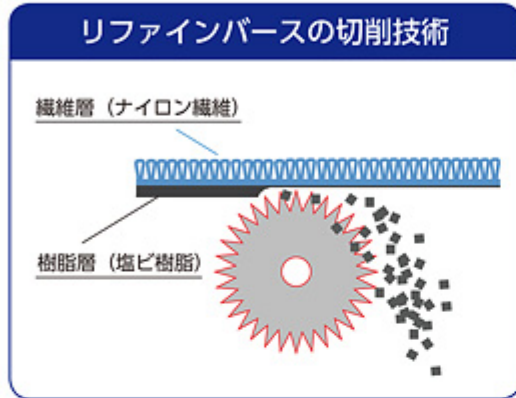 リファインバースの切削技術
繊維層（ナイロン繊維）
樹脂層（塩ビ樹脂）